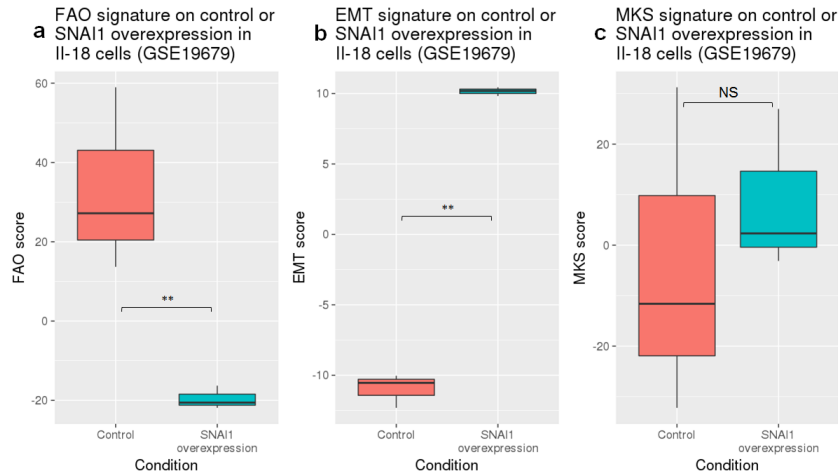 a
FAO signature on control or
SNAI1 overexpression in
II-18 cells (GSE19679)
FAO score
60
40
20
0
-20
**
Control
SNAI1
overexpression
Condition
b
EMT signature on control or
SNAI1 overexpression in
II-18 cells (GSE19679)
EMT score
10
5
0
-5
-10
**
Control
SNAI1
overexpression
Condition
c
MKS signature on control or
SNAI1 overexpression in
II-18 cells (GSE19679)
MKS score
20
0
-20
NS
Control
SNAI1
overexpression
Condition